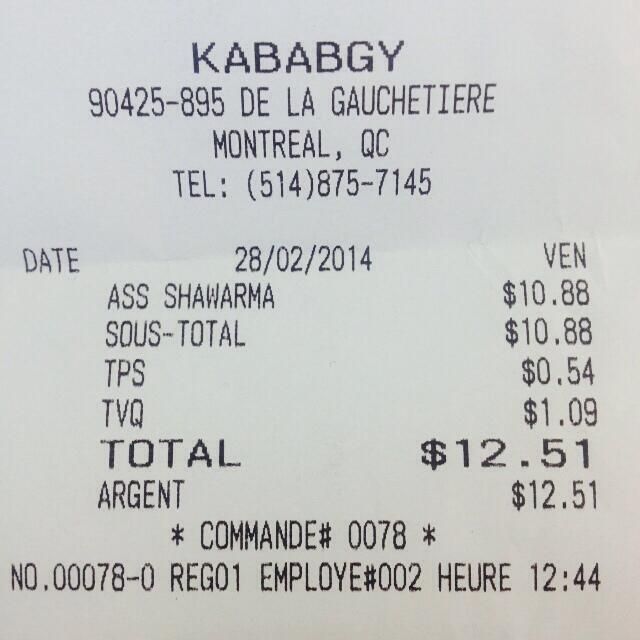 KABABGY
90425-895 DE LA GAUCHETIERE
MONTREAL, QC
TEL: (514)875-7145
DATE 28/02/2014 VEN
ASS SHAWARMA $10.88
SOUS-TOTAL $10.88
TPS $0.54
TVQ $1.09
TOTAL $12.51
ARGENT $12.51
* COMMANDE# 0078 *
NO.00078-0 REG01 EMPLOYE#002 HEURE 12:44